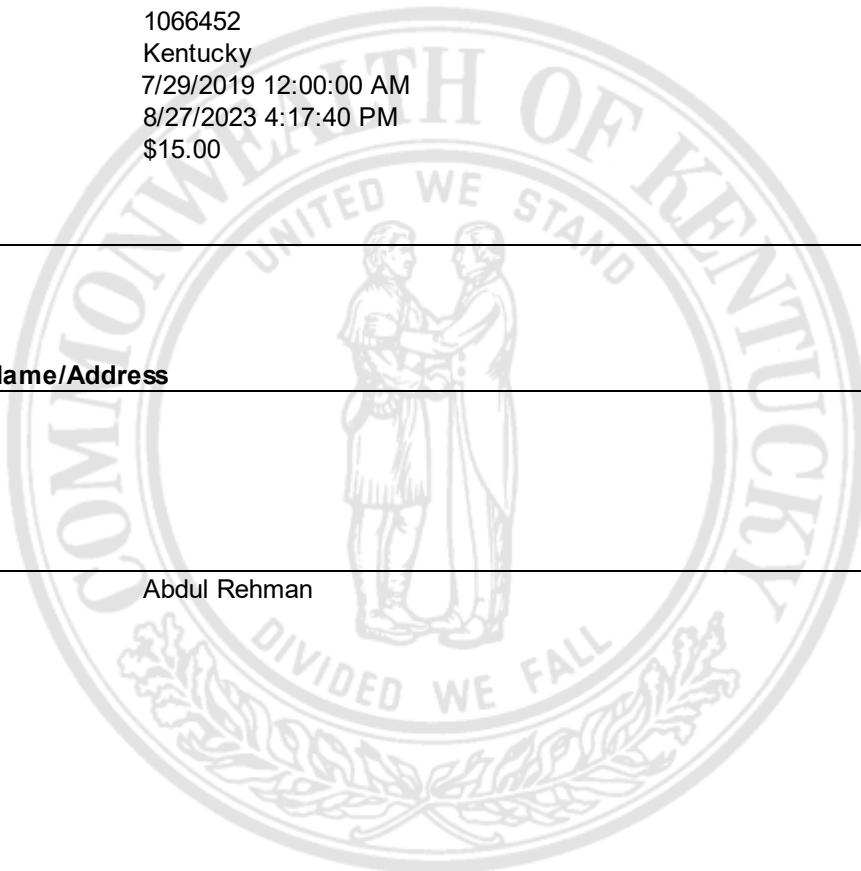 1066452
Kentucky
7/29/2019 12:00:00 AM
8/27/2023 4:17:40 PM
$15.00
COMMONWEALTH OF KENTUCKY
UNITED WE STAND
Name/Address
Abdul Rehman
DIVIDED WE FALL